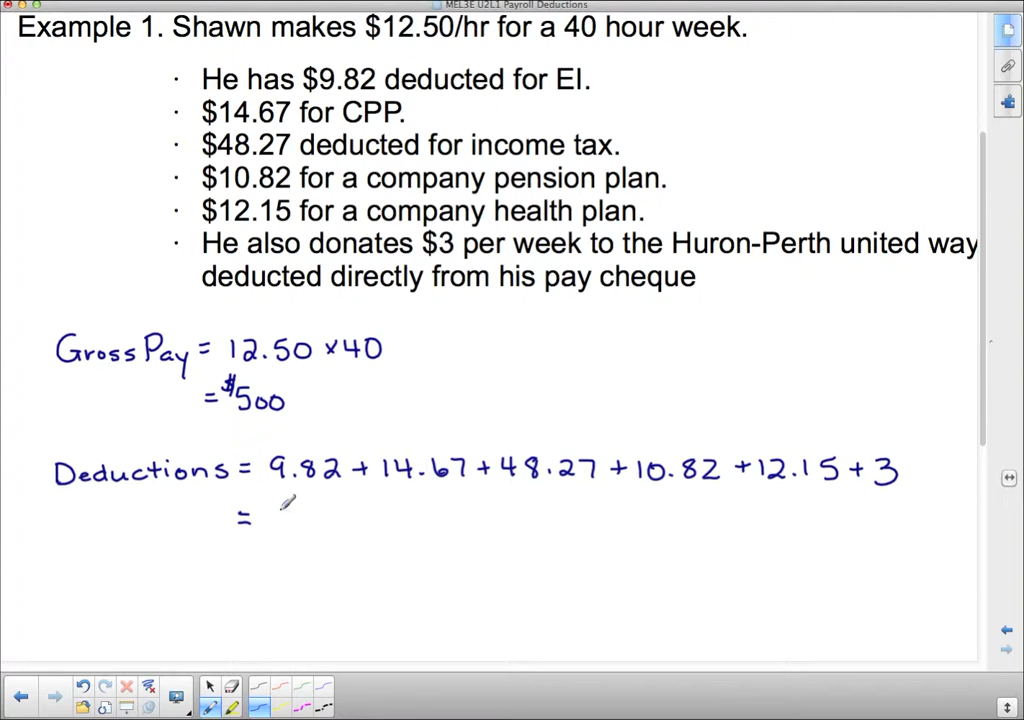 MEL3E U2L1 Payroll Deductions
Example 1. Shawn makes $12.50/hr for a 40 hour week.
· He has $9.82 deducted for EI.
· $14.67 for CPP.
· $48.27 deducted for income tax.
· $10.82 for a company pension plan.
· $12.15 for a company health plan.
· He also donates $3 per week to the Huron-Perth united way
deducted directly from his pay cheque
Gross Pay = 12.50 × 40
= $500
Deductions = 9.82 + 14.67 + 48.27 + 10.82 + 12.15 + 3
=